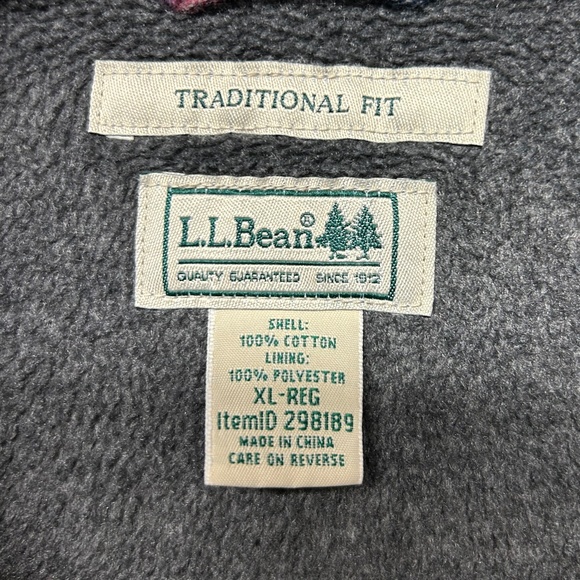 TRADITIONAL FIT
L.L.Bean®
QUALITY GUARANTEED SINCE 1912
SHELL:
100% COTTON
LINING:
100% POLYESTER
XL-REG
ItemID 298189
MADE IN CHINA
CARE ON REVERSE